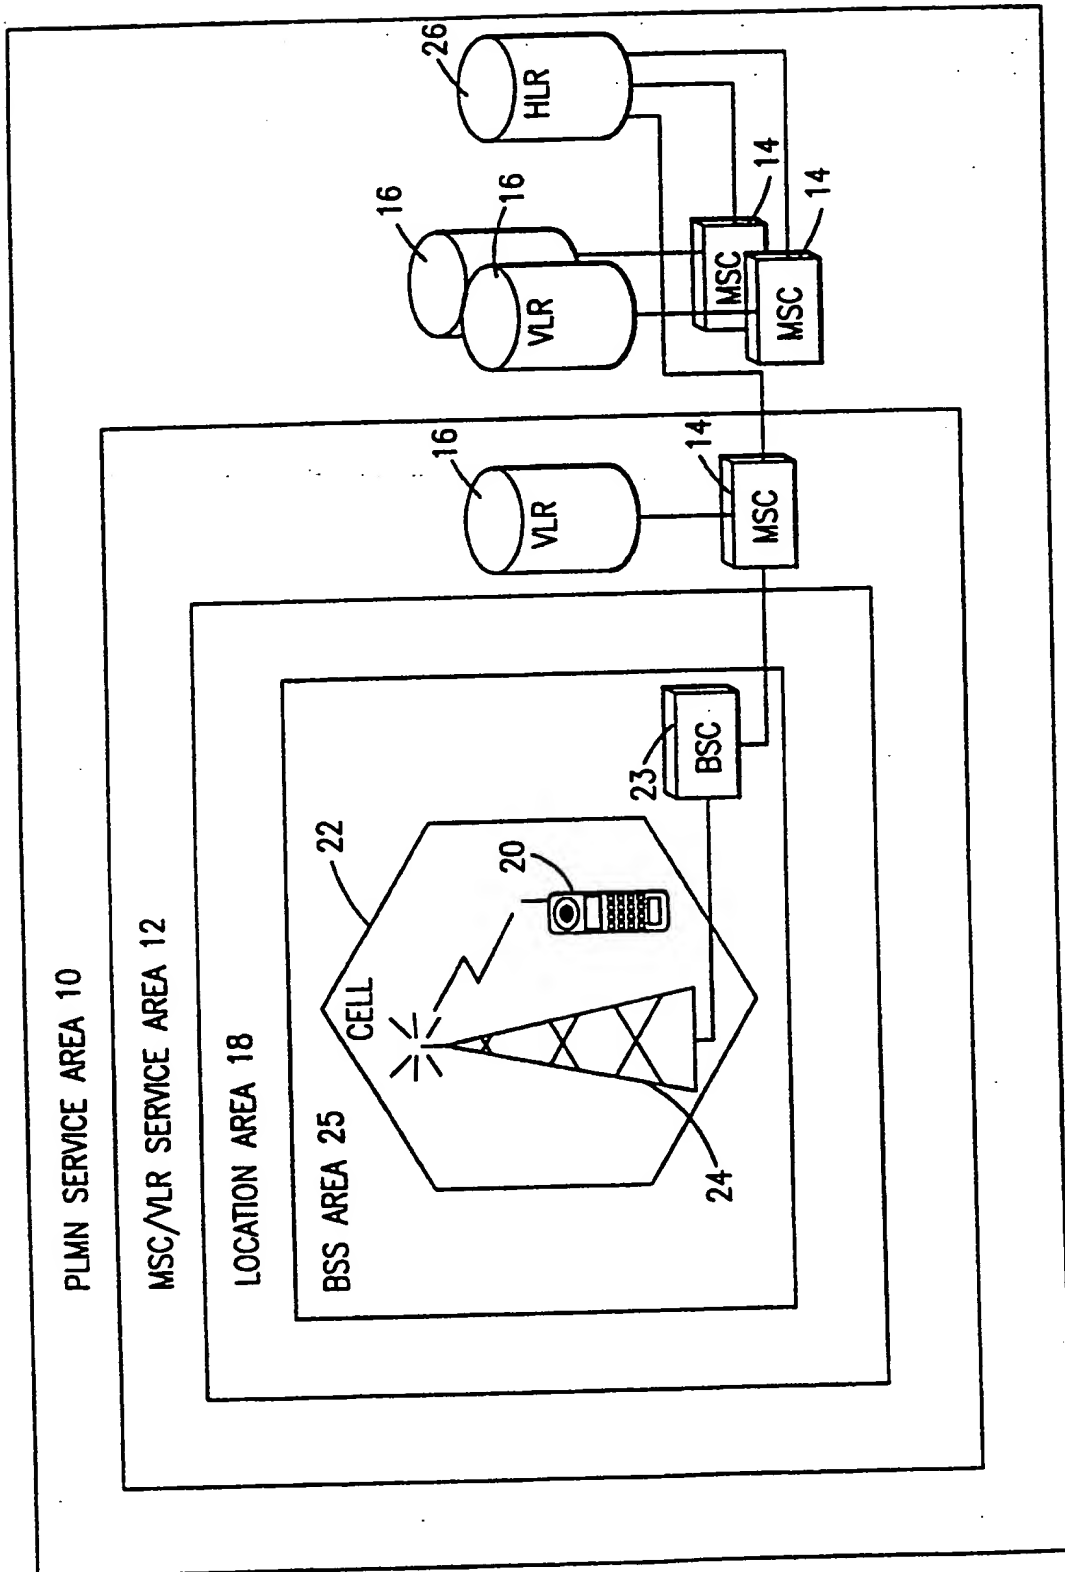 PLMN SERVICE AREA 10
MSC/VLR SERVICE AREA 12
LOCATION AREA 18
BSS AREA 25
CELL
22
20
24
23
BSC
16
VLR
14
MSC
16
16
VLR
14
MSC
14
MSC
26
HLR